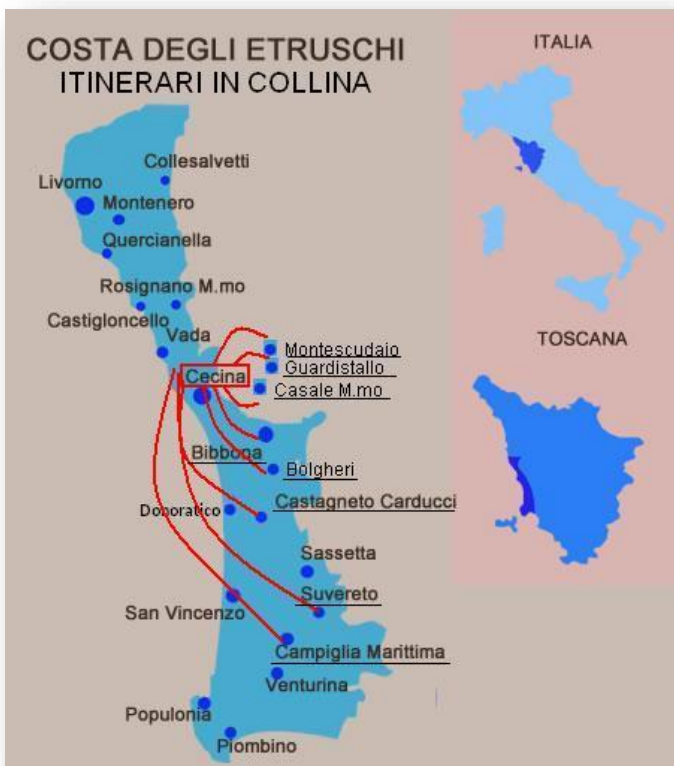 COSTA DEGLI ETRUSCHI
ITINERARI IN COLLINA
Collesalvetti
Livorno
Montenero
Quercianella
Rosignano M.mo
Castigloncello
Vada
Montescudaio
Guardistallo
Cecina
Casale M.mo
Bibbona
Bolgheri
Castagneto Carducci
Donoratico
Sassetta
Suvereto
San Vincenzo
Campiglia Marittima
Venturina
Populonia
Piombino
ITALIA
TOSCANA